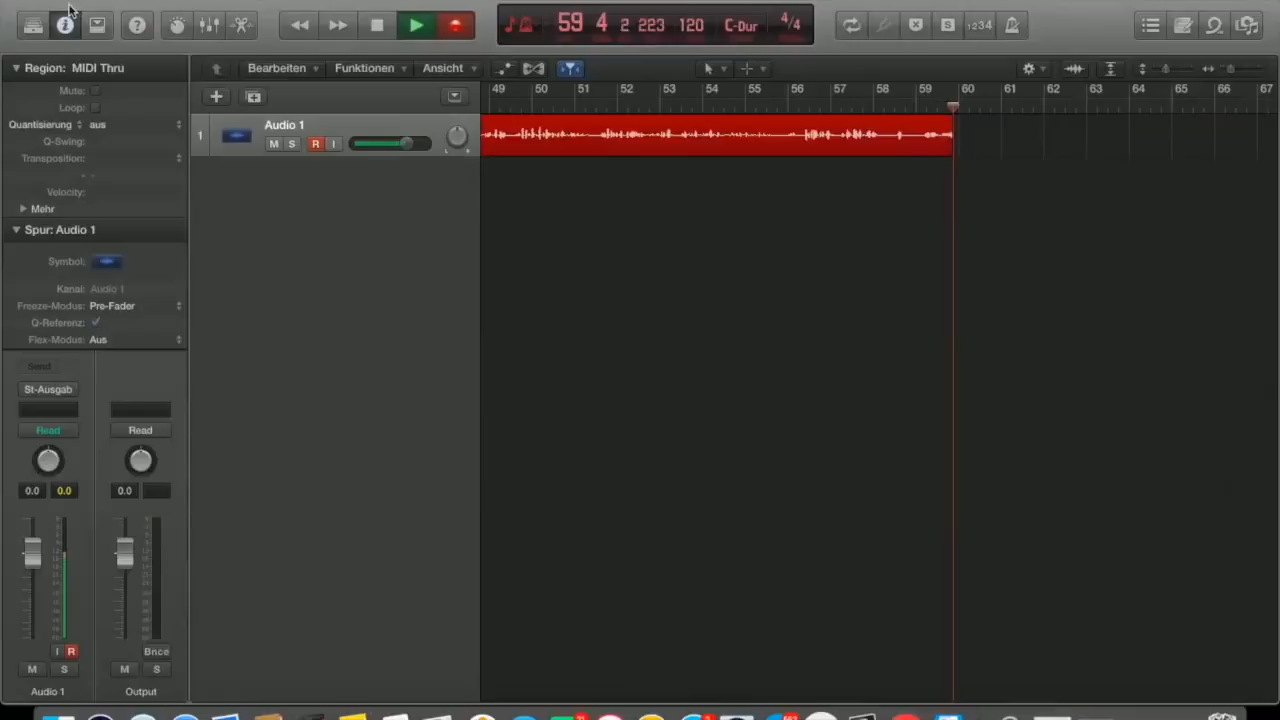 59 4 2 223 120 C-Dur 4/4
1234
Region: MIDI Thru
Bearbeiten Funktionen Ansicht
Mute:
Loop:
Quantisierung aus
Q-Swing:
Transposition:
Velocity:
Mehr
Spur: Audio 1
Symbol:
Kanal: Audio 1
Freeze-Modus: Pre-Fader
Q-Referenz:
Flex-Modus: Aus
49 50 51 52 53 54 55 56 57 58 59 60 61 62 63 64 65 66 67
1 Audio 1
M S R I
Send
St-Ausgab
Read Read
0.0 0.0 0.0
I R Bnce
M S M S
Audio 1 Output